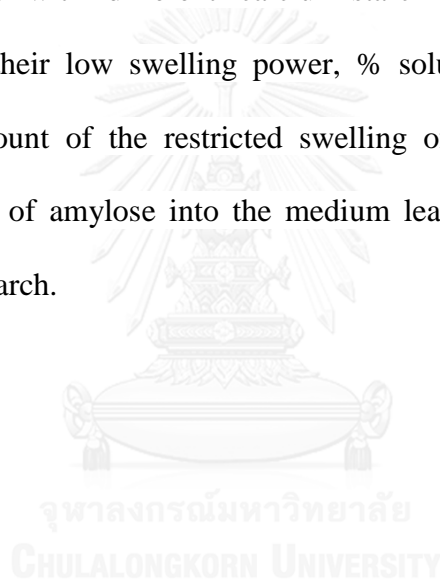 their low swelling power, % solu
ount of the restricted swelling o
of amylose into the medium lea
arch.
จุฬาลงกรณ์มหาวิทยาลัย
CHULALONGKORN UNIVERSITY